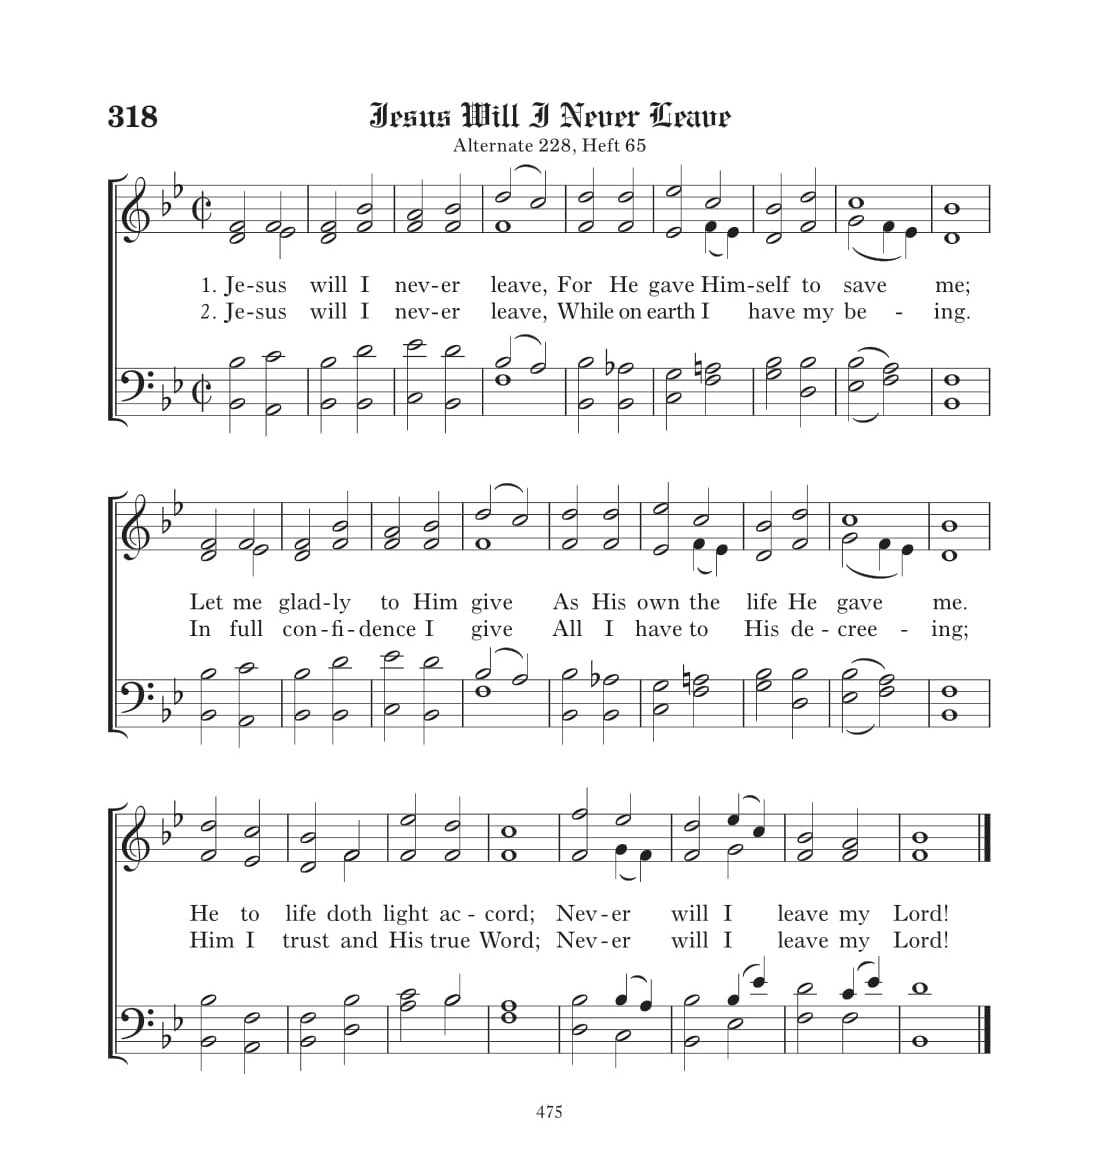 318
Jesus Will I Never Leave
Alternate 228, Heft 65
1. Je-sus will I nev-er leave, For He gave Him-self to save me;
2. Je-sus will I nev-er leave, While on earth I have my be - ing.
Let me glad-ly to Him give As His own the life He gave me.
In full con-fi-dence I give All I have to His de-cree - ing;
He to life doth light ac - cord; Nev-er will I leave my Lord!
Him I trust and His true Word; Nev-er will I leave my Lord!
475